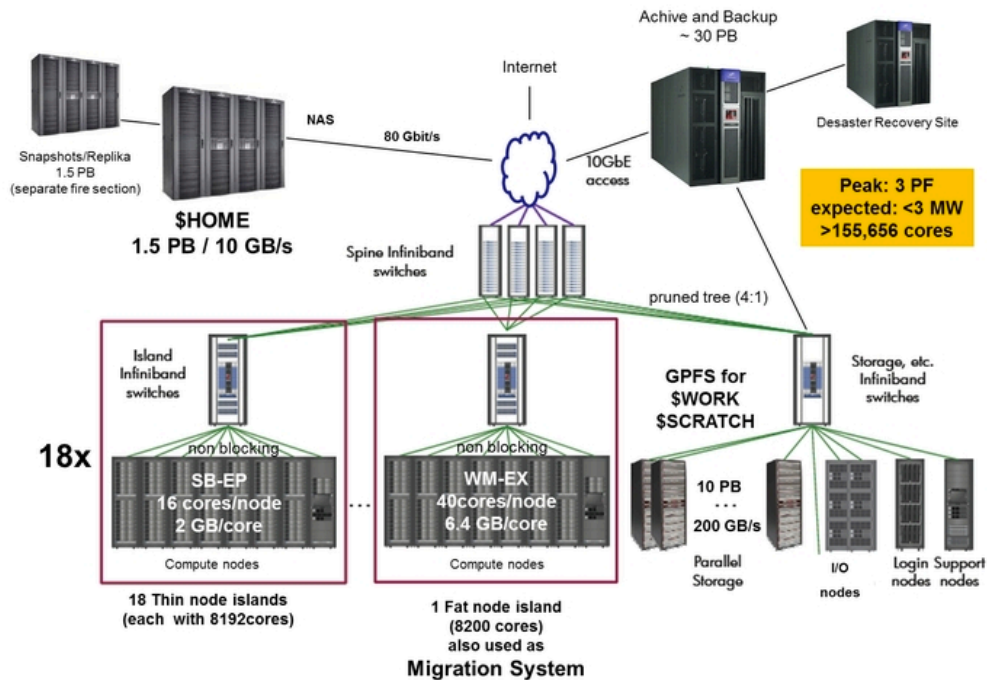 Achive and Backup
~ 30 PB
Internet
NAS
80 Gbit/s
10GbE
access
Desaster Recovery Site
Snapshots/Replika
1.5 PB
(separate fire section)
$HOME
1.5 PB / 10 GB/s
Peak: 3 PF
expected: <3 MW
>155,656 cores
Spine Infiniband
switches
pruned tree (4:1)
Island
Infiniband
switches
Storage, etc.
Infiniband
switches
GPFS for
$WORK
$SCRATCH
18x
non blocking
SB-EP
16 cores/node
2 GB/core
Compute nodes
...
non blocking
WM-EX
40cores/node
6.4 GB/core
Compute nodes
10 PB
...
200 GB/s
Parallel
Storage
I/O
nodes
Login
nodes
Support
nodes
18 Thin node islands
(each with 8192cores)
1 Fat node island
(8200 cores)
also used as
Migration System